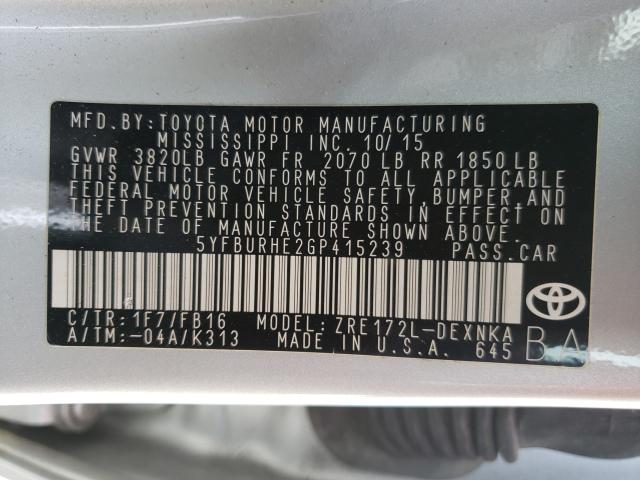 MFD.BY:TOYOTA MOTOR MANUFACTURING
MISSISSIPPI INC. 10/15
GVWR 3820LB GAWR FR 2070 LB RR 1850 LB
THIS VEHICLE CONFORMS TO ALL APPLICABLE
FEDERAL MOTOR VEHICLE SAFETY, BUMPER, AND
THEFT PREVENTION STANDARDS IN EFFECT ON
THE DATE OF MANUFACTURE SHOWN ABOVE.
5YFBURHE2GP415239 PASS.CAR
C/TR:1F7/FB16 MODEL:ZRE172L-DEXNKA
A/TM:-04A/K313 MADE IN U.S.A. 645 BA